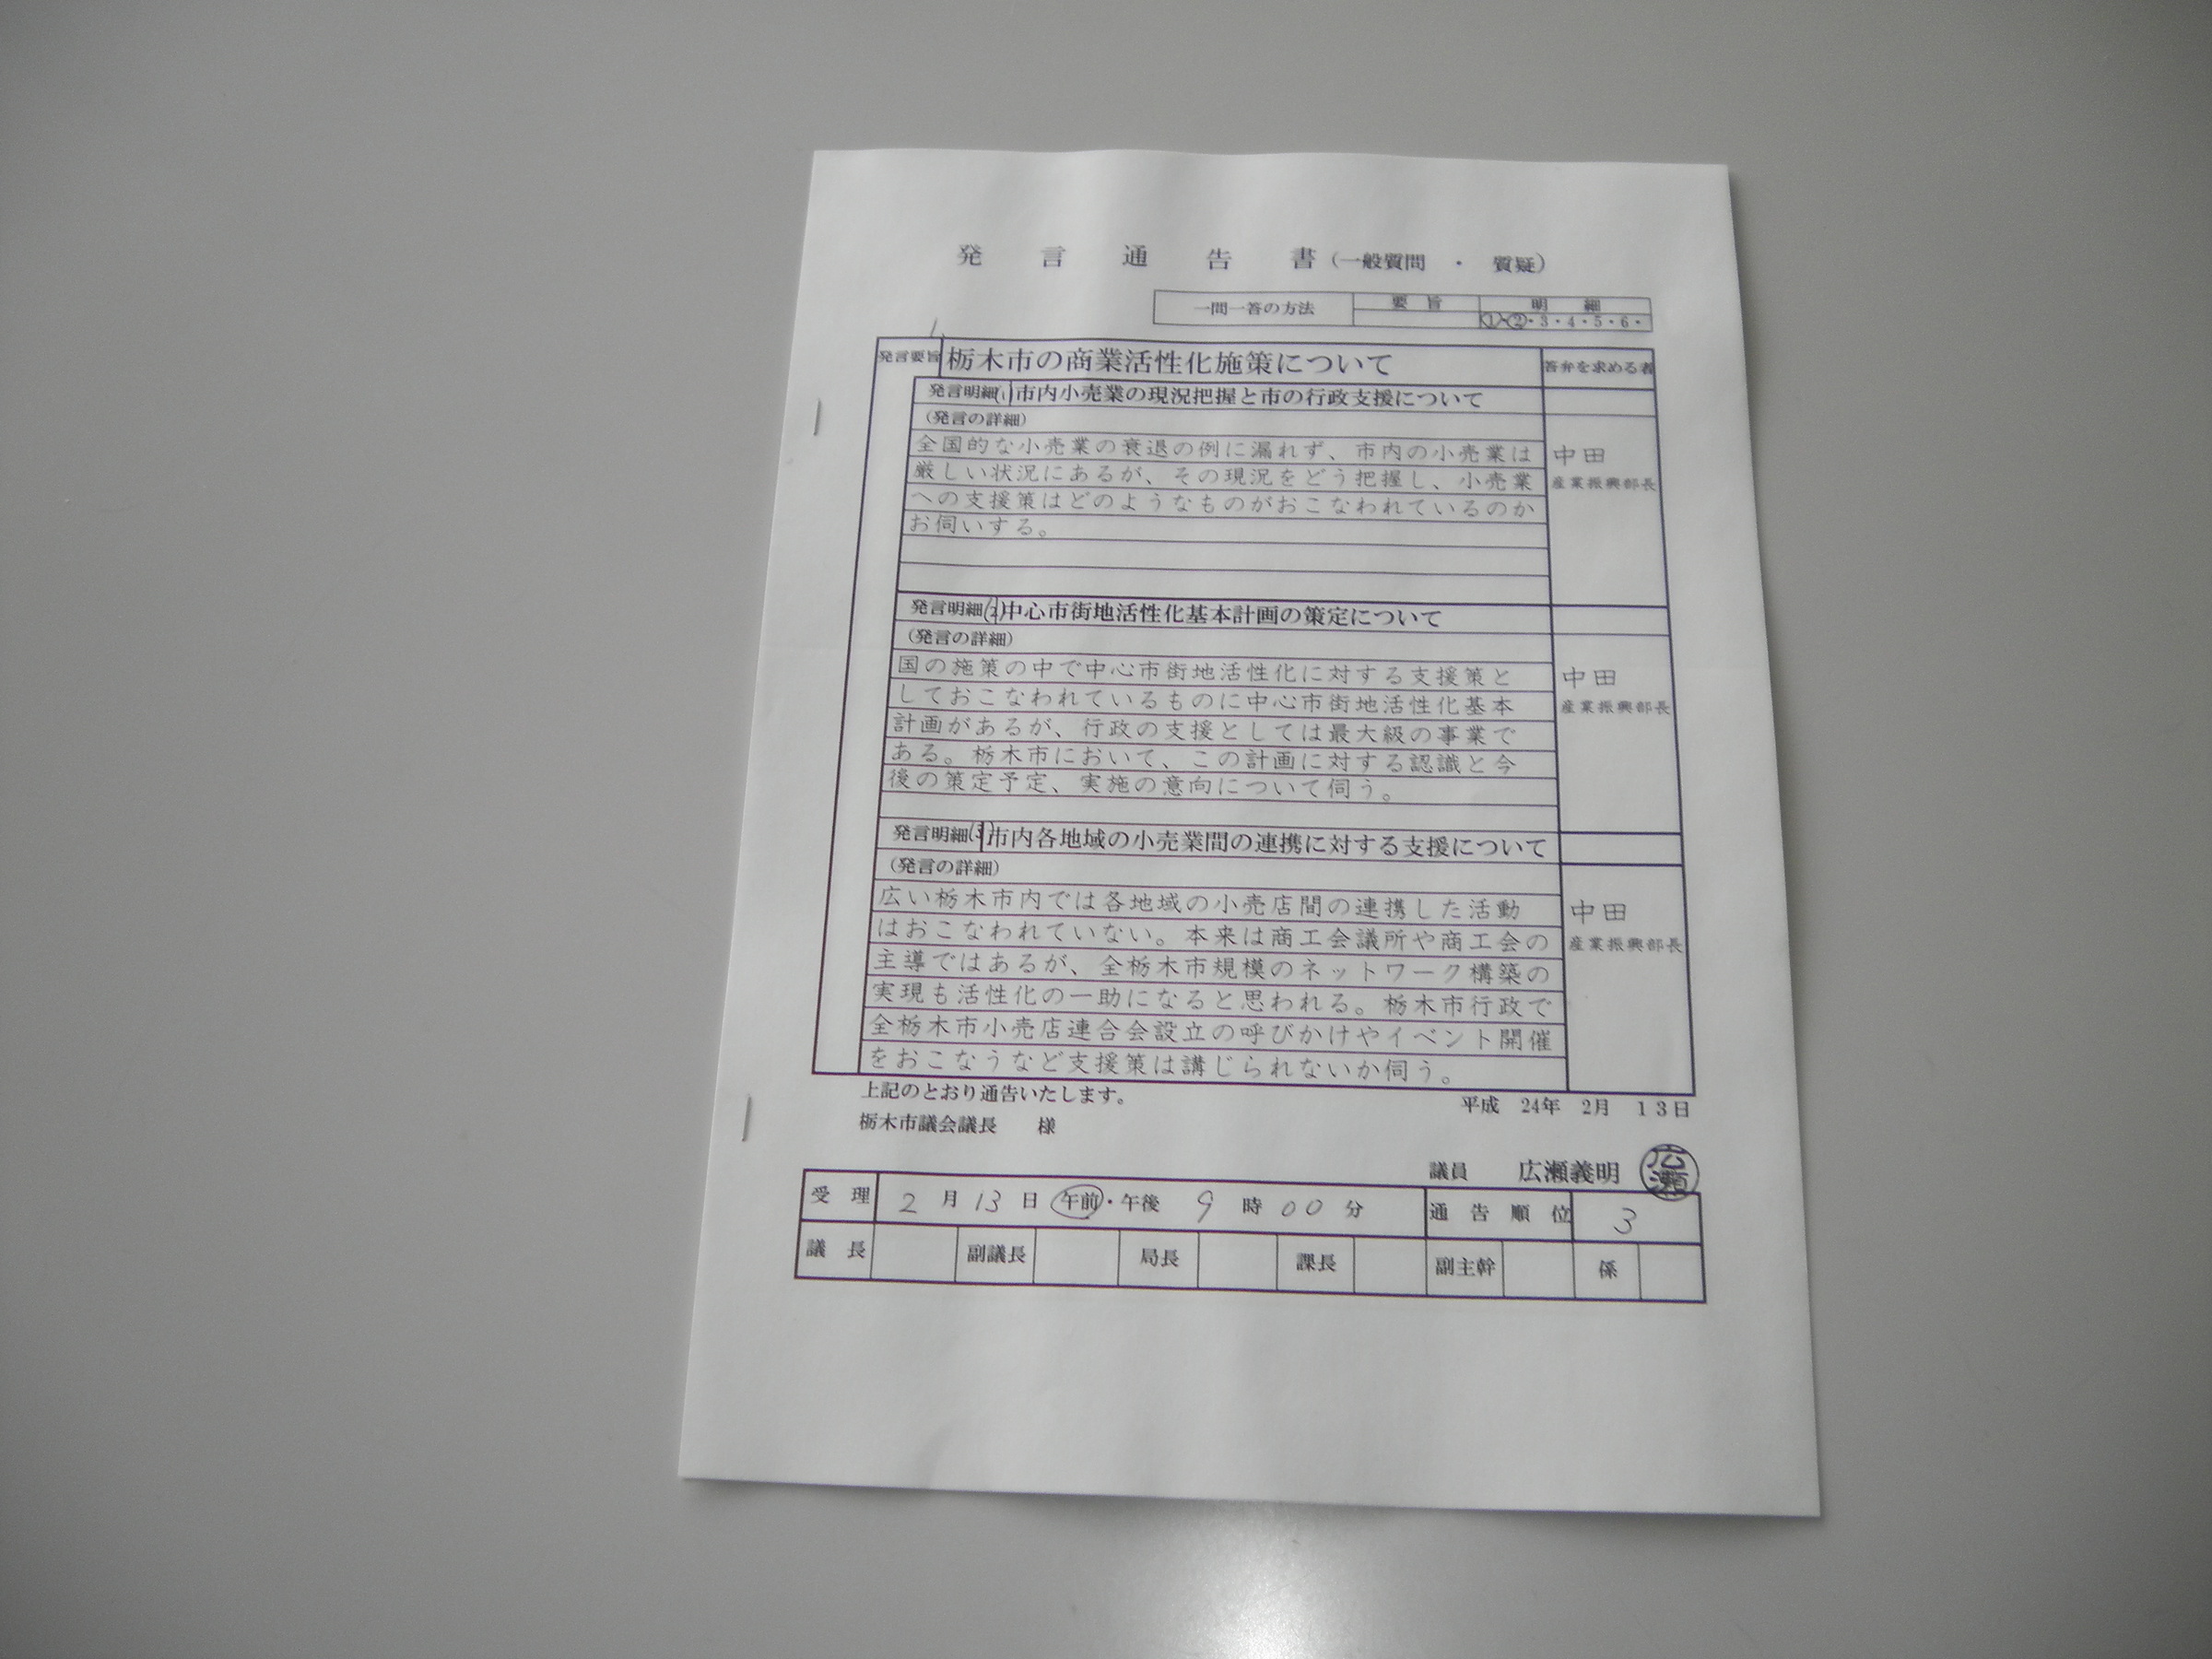 発言通告書(一般質問 ・ 質疑)
一問一答の方法 要旨 明細
①・②・3・4・5・6・
1
発言要旨 栃木市の商業活性化施策について 答弁を求める者
発言明細(1) 市内小売業の現況把握と市の行政支援について
(発言の詳細)
全国的な小売業の衰退の例に漏れず、市内の小売業は 中田
厳しい状況にあるが、その現況をどう把握し、小売業 産業振興部長
への支援策はどのようなものがおこなわれているのか
お伺いする。
発言明細(2) 中心市街地活性化基本計画の策定について
(発言の詳細)
国の施策の中で中心市街地活性化に対する支援策と 中田
しておこなわれているものに中心市街地活性化基本 産業振興部長
計画があるが、行政の支援としては最大級の事業で
ある。栃木市において、この計画に対する認識と今
後の策定予定、実施の意向について伺う。
発言明細(3) 市内各地域の小売業間の連携に対する支援について
(発言の詳細)
広い栃木市内では各地域の小売店間の連携した活動 中田
はおこなわれていない。本来は商工会議所や商工会の 産業振興部長
主導ではあるが、全栃木市規模のネットワーク構築の
実現も活性化の一助になると思われる。栃木市行政で
全栃木市小売店連合会設立の呼びかけやイベント開催
をおこなうなど支援策は講じられないか伺う。
上記のとおり通告いたします。
平成 24年 2月 13日
栃木市議会議長 様
議員 広瀬義明 広瀬
受理 2月13日 午前・午後 9時00分 通告順位 3
議長 副議長 局長 課長 副主幹 係